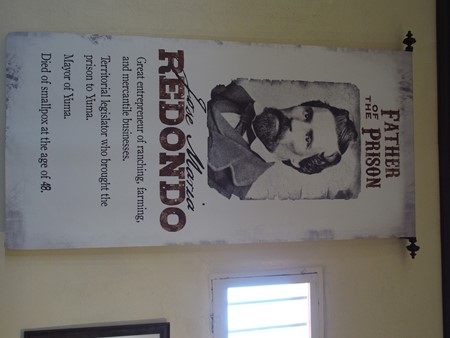 FATHER
OF
THE
PRISON
José Maria
REDONDO
Great entrepreneur of ranching, farming,
and mercantile businesses.
Territorial legislator who brought the
prison to Yuma.
Mayor of Yuma.
Died of smallpox at the age of 48.